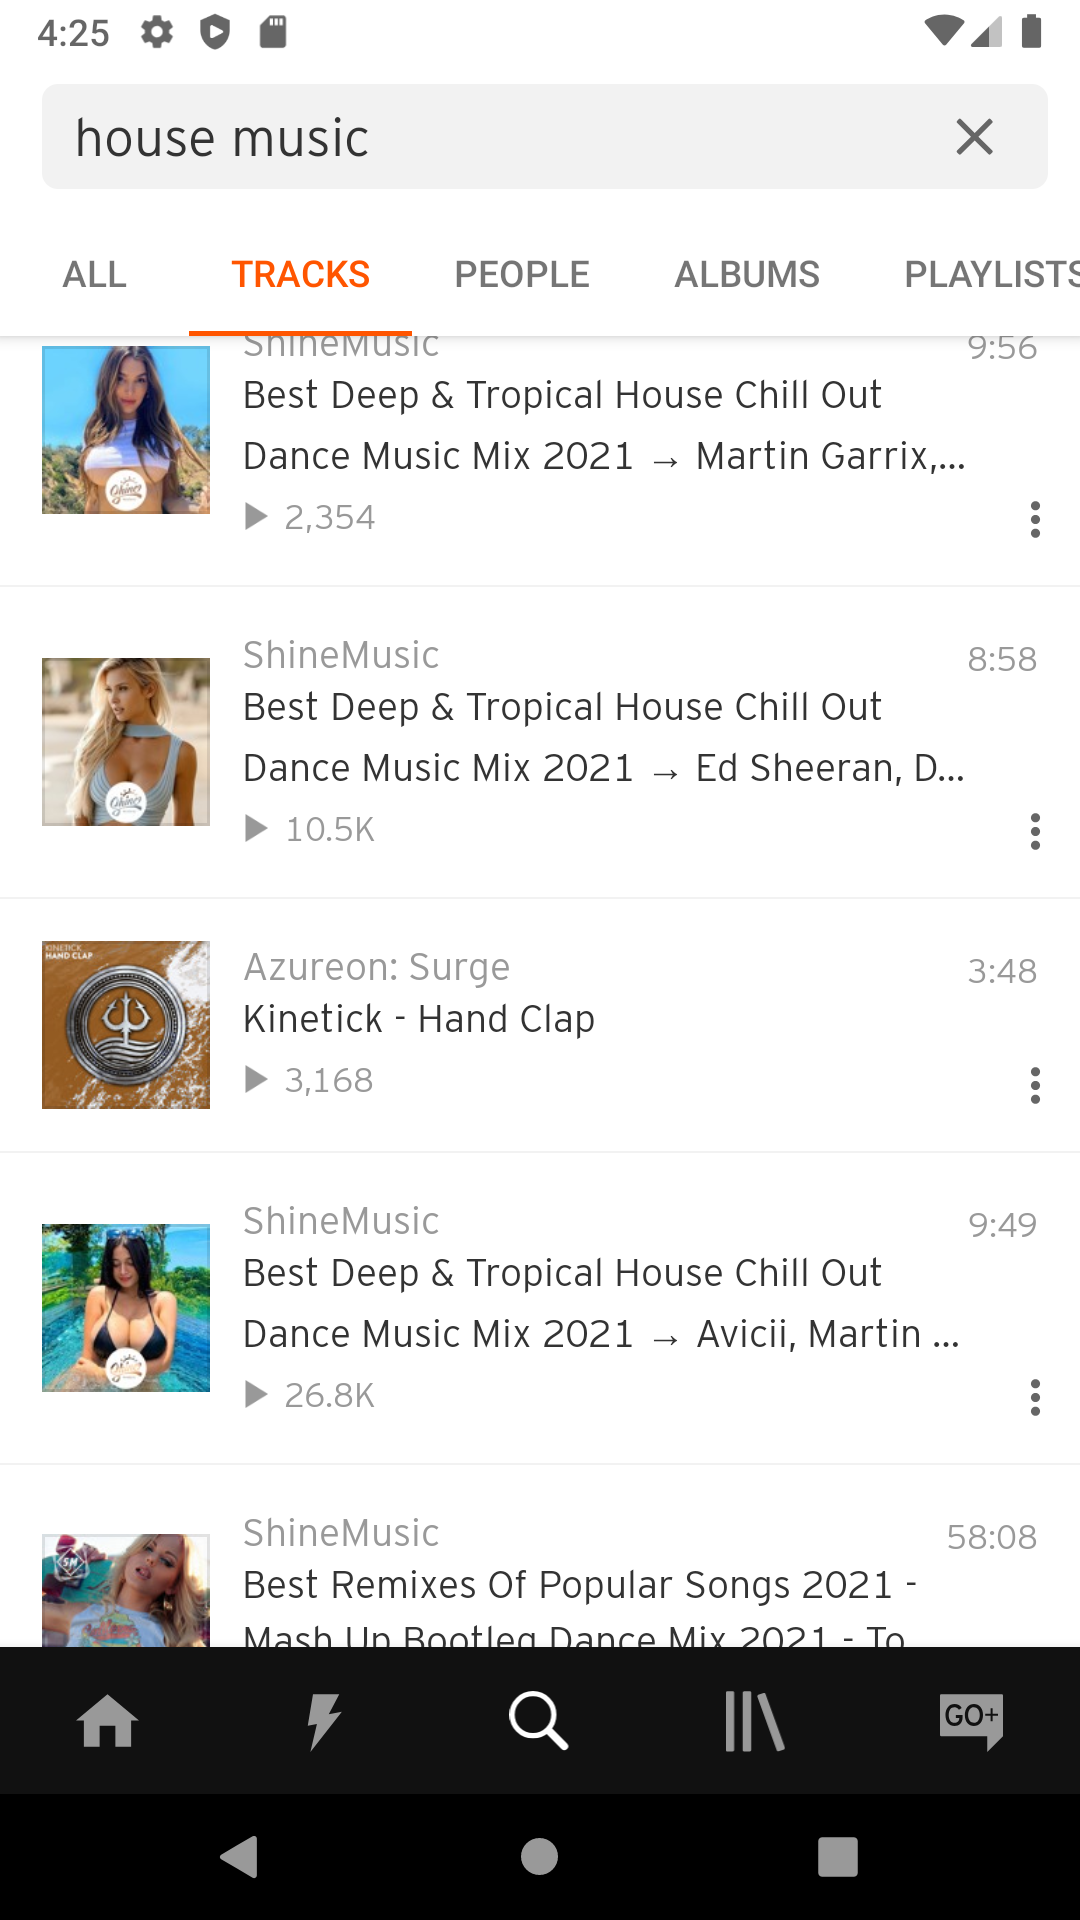 4:25
house music
ALL TRACKS PEOPLE ALBUMS PLAYLISTS
ShineMusic 9:56
Best Deep & Tropical House Chill Out
Dance Music Mix 2021 → Martin Garrix,...
2,354
ShineMusic 8:58
Best Deep & Tropical House Chill Out
Dance Music Mix 2021 → Ed Sheeran, D...
10.5K
KINETICK
HAND CLAP
Azureon: Surge 3:48
Kinetick - Hand Clap
3,168
ShineMusic 9:49
Best Deep & Tropical House Chill Out
Dance Music Mix 2021 → Avicii, Martin ...
26.8K
SM
ShineMusic 58:08
Best Remixes Of Popular Songs 2021 -
Mash Up Bootleg Dance Mix 2021 - To
GO+